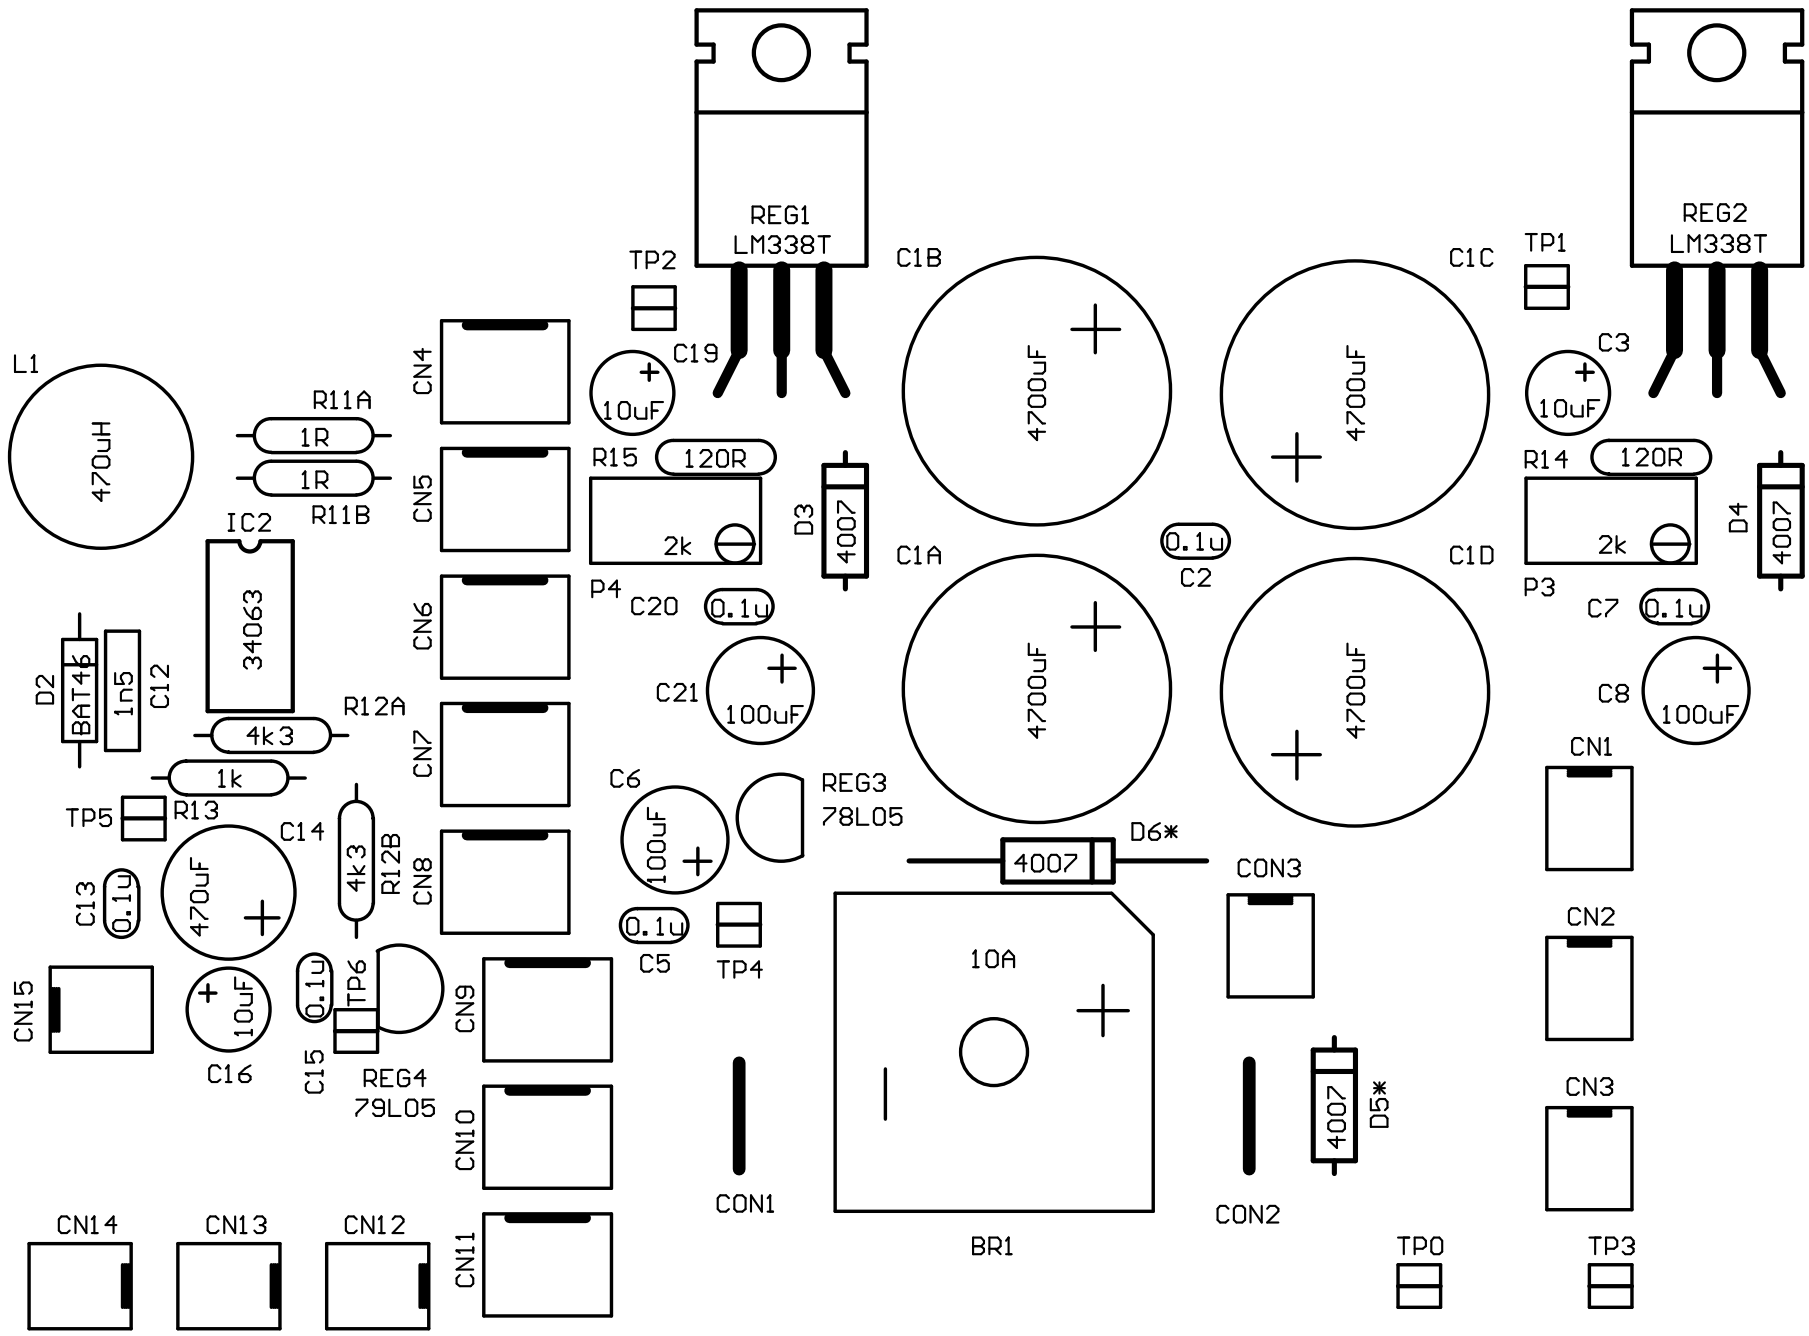 REG1
LM338T
REG2
LM338T
TP2
C1B
C1C
TP1
L1
470uH
R11A
1R
1R
R11B
IC2
34063
CN4
CN5
CN6
CN7
CN8
C19
10uF
R15
120R
2k
P4
D3
4007
C20
0.1u
C21
100uF
4700uF
4700uF
C1A
C1D
4700uF
4700uF
0.1u
C2
C3
10uF
R14
120R
2k
P3
D4
4007
C7
0.1u
C8
100uF
D2
BAT46
1n5
C12
R12A
4k3
1k
R13
TP5
C14
470uF
4k3
R12B
C13
0.1u
CN15
10uF
C16
0.1u
C15
TP6
REG4
79L05
C6
100uF
REG3
78L05
0.1u
C5
TP4
4007
D6*
10A
BR1
CON3
CON1
CON2
4007
D5*
CN1
CN2
CN3
CN9
CN10
CN11
CN14
CN13
CN12
TP0
TP3